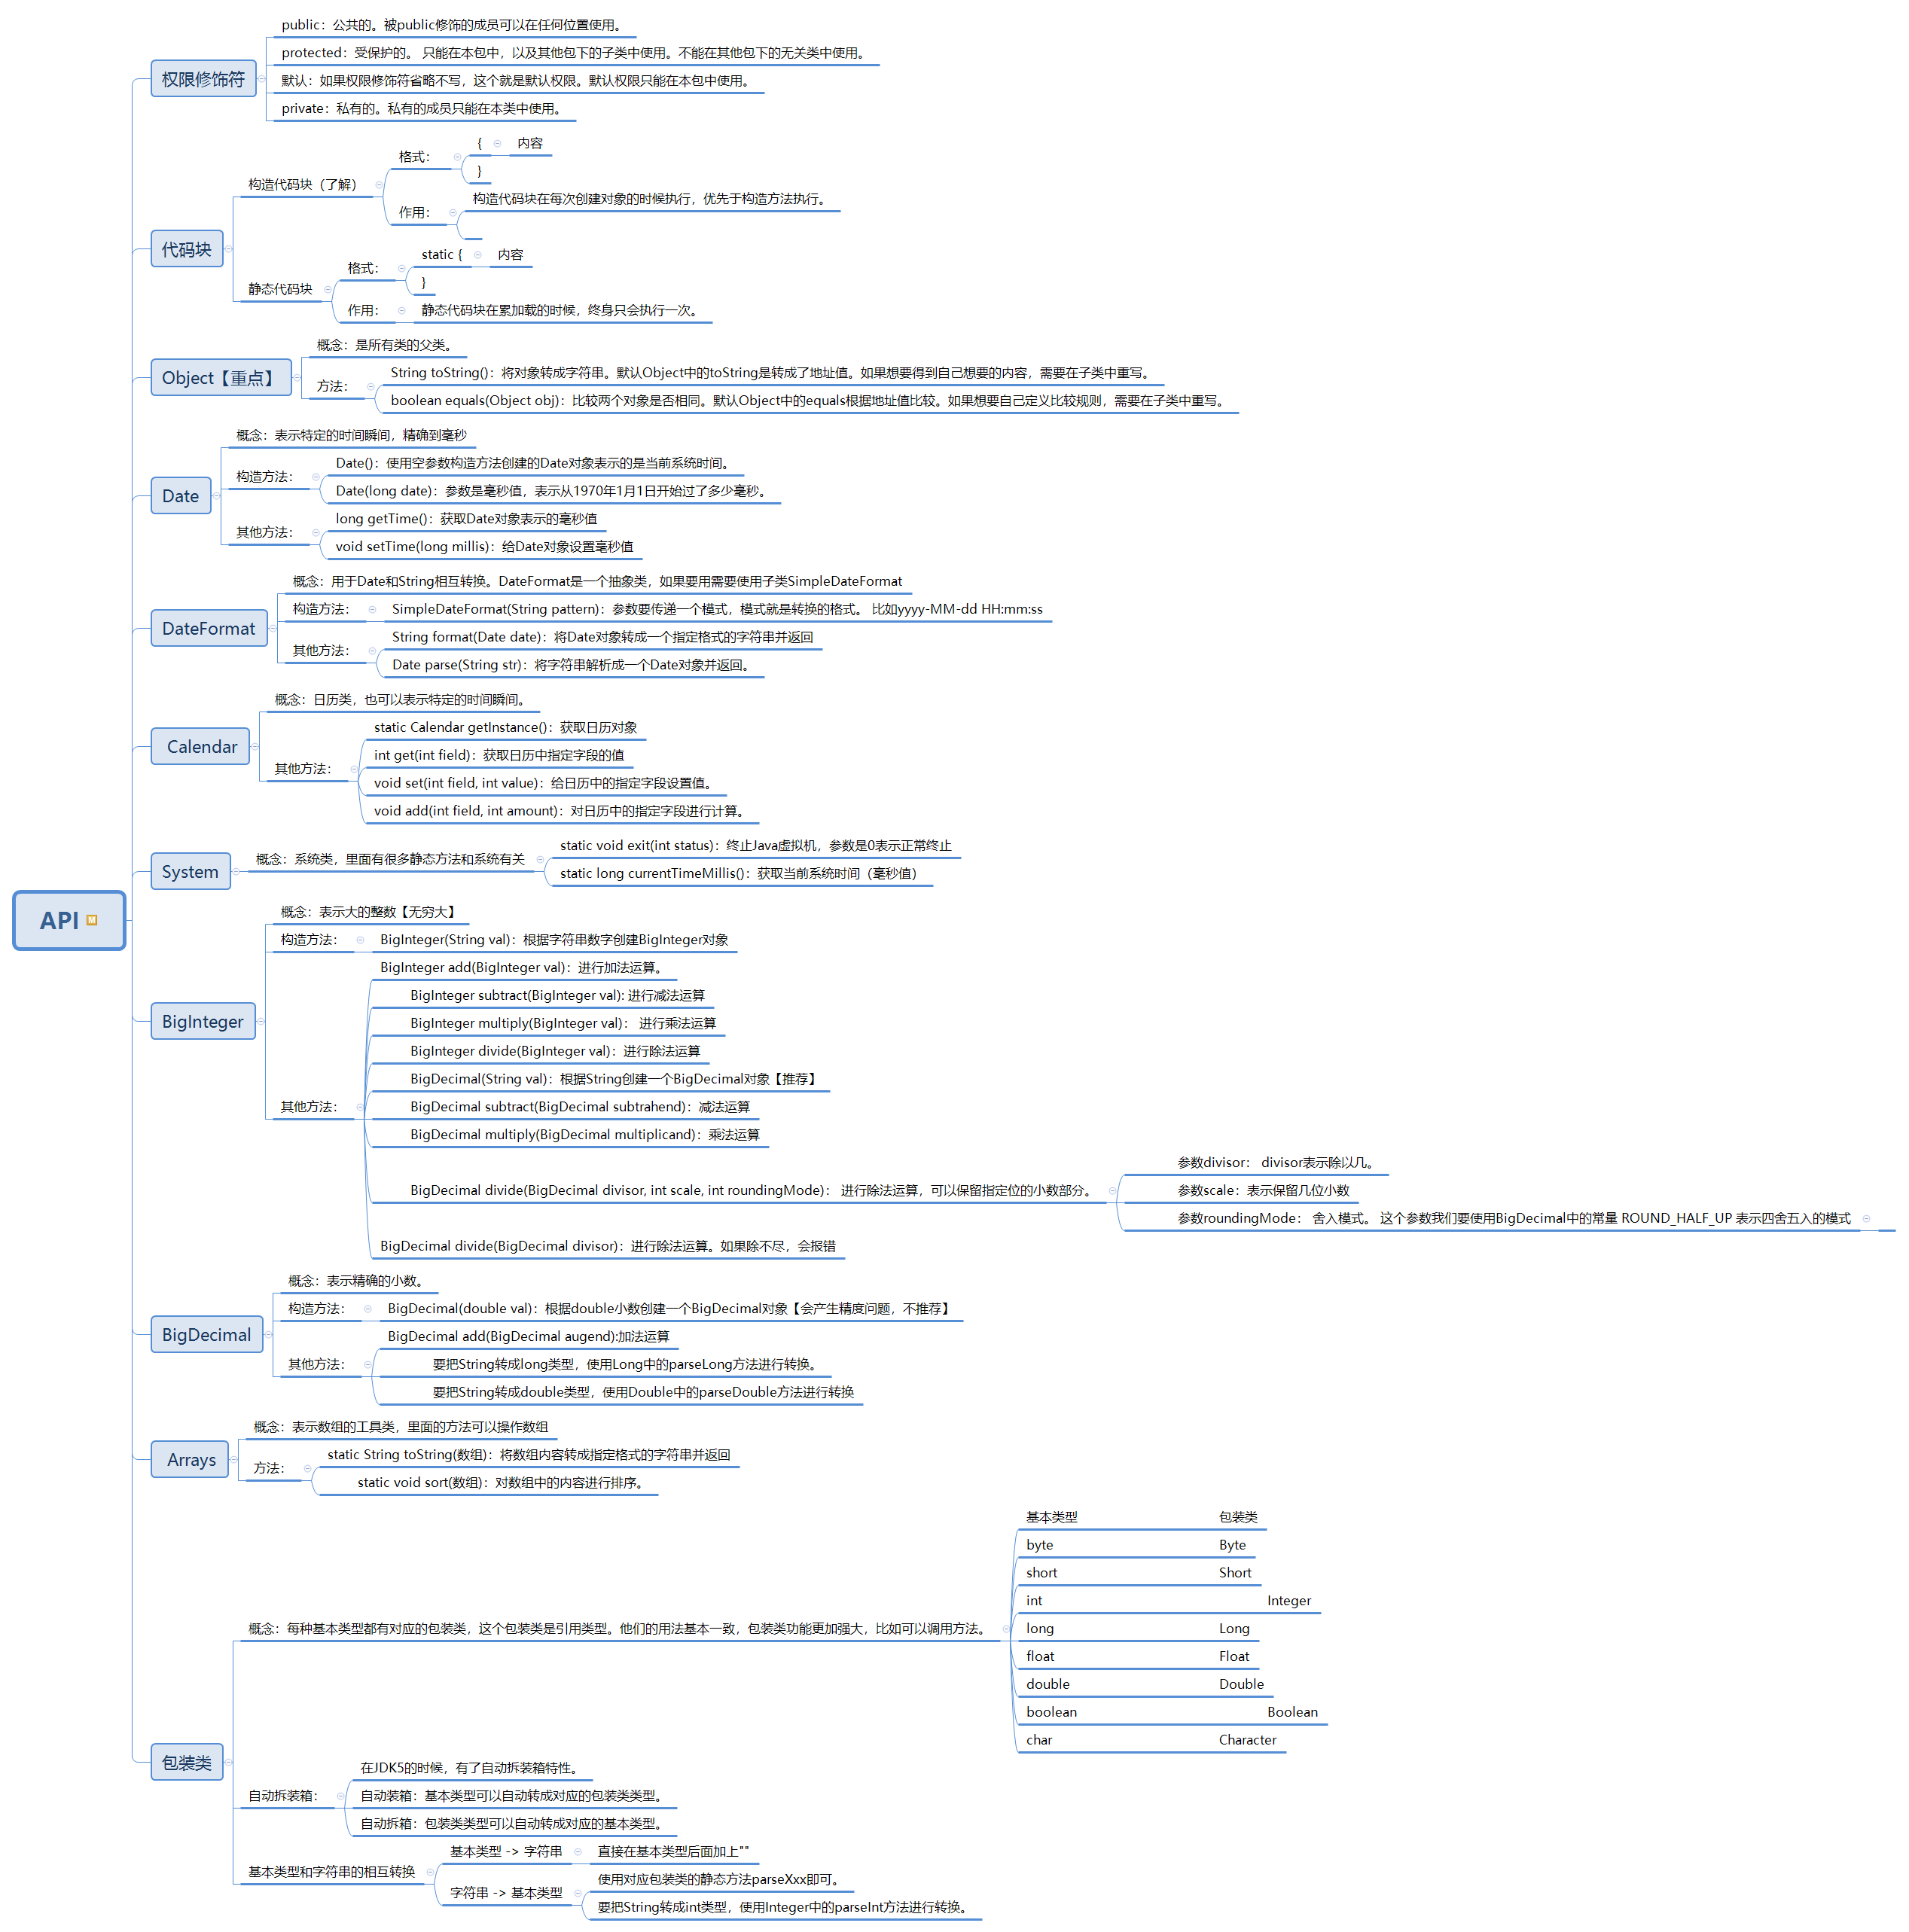 API
权限修饰符
public：公共的。被public修饰的成员可以在任何位置使用。
protected：受保护的。 只能在本包中，以及其他包下的子类中使用。不能在其他包下的无关类中使用。
默认：如果权限修饰符省略不写，这个就是默认权限。默认权限只能在本包中使用。
private：私有的。私有的成员只能在本类中使用。
代码块
构造代码块（了解）
格式：
{
内容
}
作用：
构造代码块在每次创建对象的时候执行，优先于构造方法执行。
静态代码块
格式：
static {
内容
}
作用：
静态代码块在累加载的时候，终身只会执行一次。
Object【重点】
概念：是所有类的父类。
方法：
String toString()：将对象转成字符串。默认Object中的toString是转成了地址值。如果想要得到自己想要的内容，需要在子类中重写。
boolean equals(Object obj)：比较两个对象是否相同。默认Object中的equals根据地址值比较。如果想要自己定义比较规则，需要在子类中重写。
Date
概念：表示特定的时间瞬间，精确到毫秒
构造方法：
Date()：使用空参数构造方法创建的Date对象表示的是当前系统时间。
Date(long date)：参数是毫秒值，表示从1970年1月1日开始过了多少毫秒。
其他方法：
long getTime()：获取Date对象表示的毫秒值
void setTime(long millis)：给Date对象设置毫秒值
DateFormat
概念：用于Date和String相互转换。DateFormat是一个抽象类，如果要用需要使用子类SimpleDateFormat
构造方法：
SimpleDateFormat(String pattern)：参数要传递一个模式，模式就是转换的格式。 比如yyyy-MM-dd HH:mm:ss
其他方法：
String format(Date date)：将Date对象转成一个指定格式的字符串并返回
Date parse(String str)：将字符串解析成一个Date对象并返回。
Calendar
概念：日历类，也可以表示特定的时间瞬间。
其他方法：
static Calendar getInstance()：获取日历对象
int get(int field)：获取日历中指定字段的值
void set(int field, int value)：给日历中的指定字段设置值。
void add(int field, int amount)：对日历中的指定字段进行计算。
System
概念：系统类，里面有很多静态方法和系统有关
static void exit(int status)：终止Java虚拟机，参数是0表示正常终止
static long currentTimeMillis()：获取当前系统时间（毫秒值）
BigInteger
概念：表示大的整数【无穷大】
构造方法：
BigInteger(String val)：根据字符串数字创建BigInteger对象
其他方法：
BigInteger add(BigInteger val)：进行加法运算。
BigInteger subtract(BigInteger val): 进行减法运算
BigInteger multiply(BigInteger val)： 进行乘法运算
BigInteger divide(BigInteger val)：进行除法运算
BigDecimal(String val)：根据String创建一个BigDecimal对象【推荐】
BigDecimal subtract(BigDecimal subtrahend)：减法运算
BigDecimal multiply(BigDecimal multiplicand)：乘法运算
BigDecimal divide(BigDecimal divisor, int scale, int roundingMode)： 进行除法运算，可以保留指定位的小数部分。
参数divisor： divisor表示除以几。
参数scale：表示保留几位小数
参数roundingMode： 舍入模式。 这个参数我们要使用BigDecimal中的常量 ROUND_HALF_UP 表示四舍五入的模式
BigDecimal divide(BigDecimal divisor)：进行除法运算。如果除不尽，会报错
BigDecimal
概念：表示精确的小数。
构造方法：
BigDecimal(double val)：根据double小数创建一个BigDecimal对象【会产生精度问题，不推荐】
其他方法：
BigDecimal add(BigDecimal augend):加法运算
要把String转成long类型，使用Long中的parseLong方法进行转换。
要把String转成double类型，使用Double中的parseDouble方法进行转换
Arrays
概念：表示数组的工具类，里面的方法可以操作数组
方法：
static String toString(数组)：将数组内容转成指定格式的字符串并返回
static void sort(数组)：对数组中的内容进行排序。
包装类
概念：每种基本类型都有对应的包装类，这个包装类是引用类型。他们的用法基本一致，包装类功能更加强大，比如可以调用方法。
基本类型 包装类
byte Byte
short Short
int Integer
long Long
float Float
double Double
boolean Boolean
char Character
自动拆装箱：
在JDK5的时候，有了自动拆装箱特性。
自动装箱：基本类型可以自动转成对应的包装类类型。
自动拆箱：包装类类型可以自动转成对应的基本类型。
基本类型和字符串的相互转换
基本类型 -> 字符串
直接在基本类型后面加上""
字符串 -> 基本类型
使用对应包装类的静态方法parseXxx即可。
要把String转成int类型，使用Integer中的parseInt方法进行转换。